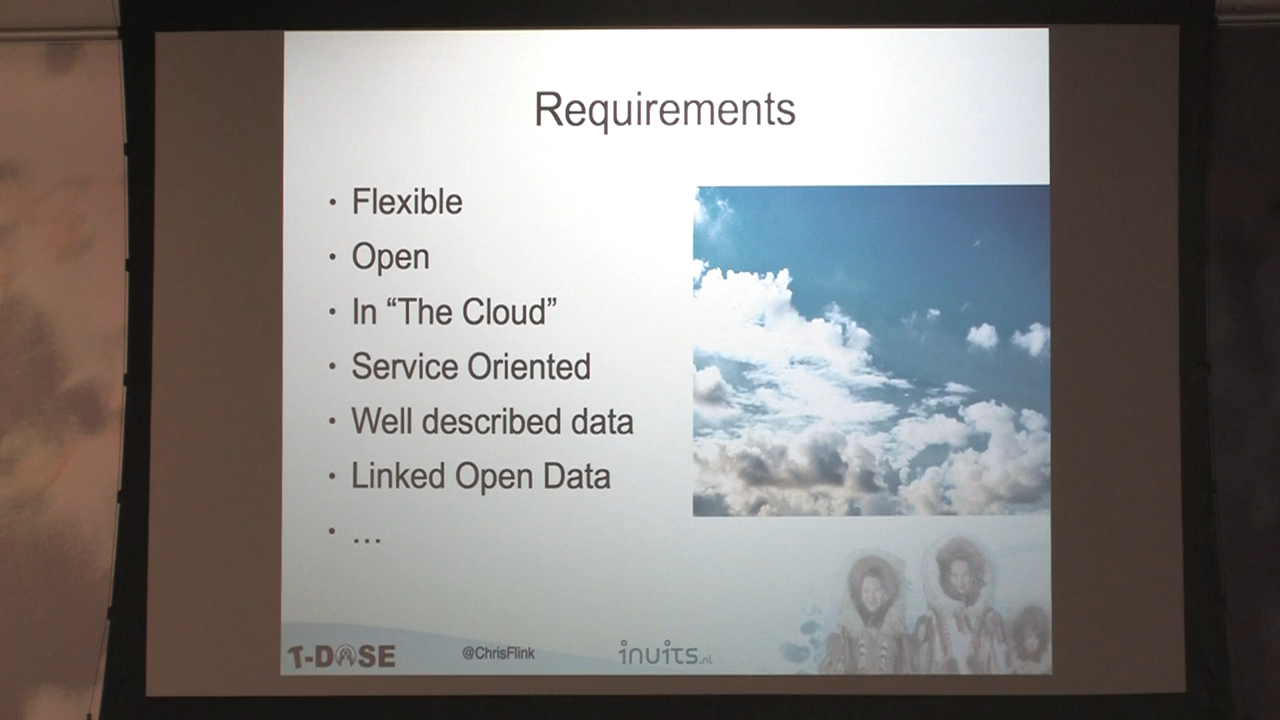 Requirements
• Flexible
• Open
• In “The Cloud”
• Service Oriented
• Well described data
• Linked Open Data
• …
T-DOSE
@ChrisFlink
inuits.nl